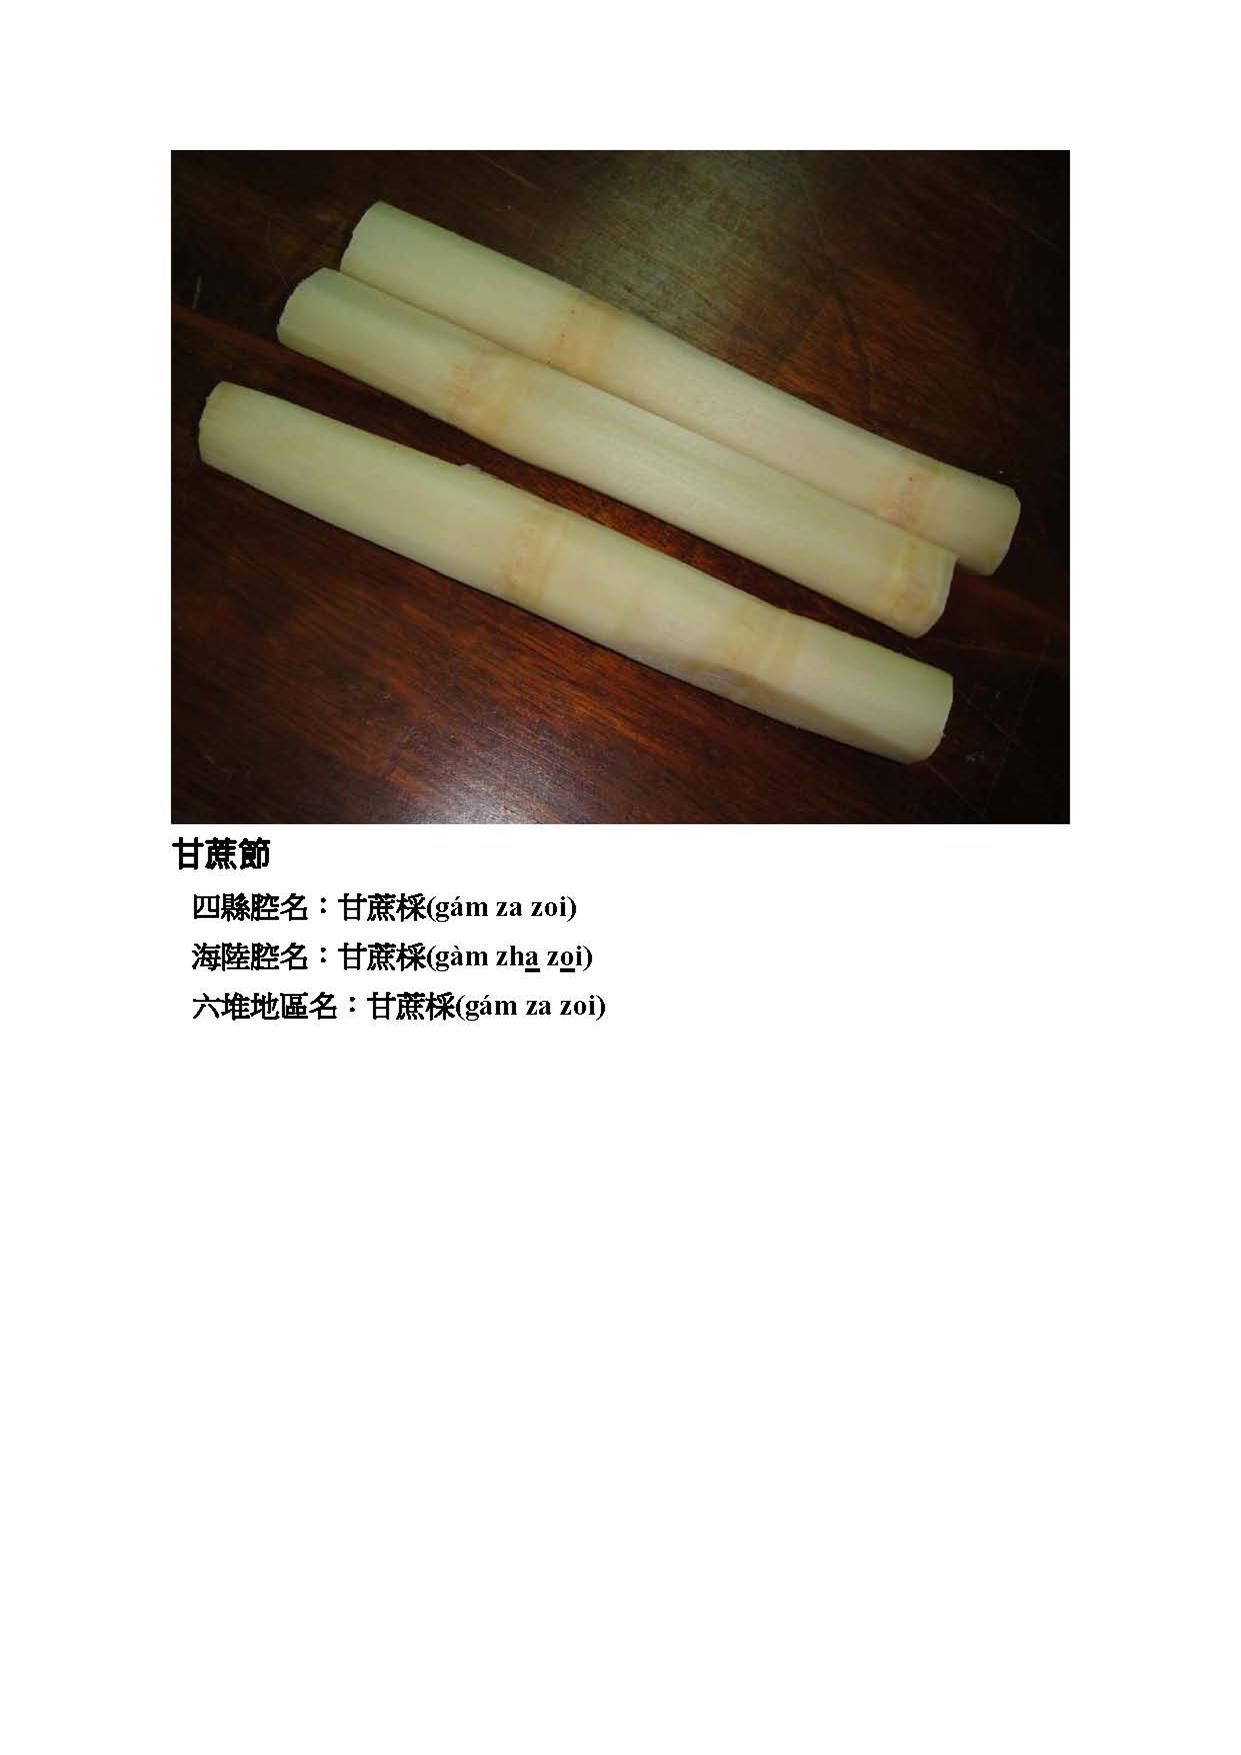 甘蔗節
四縣腔名：甘蔗棌(gám za zoi)
海陸腔名：甘蔗棌(gàm zha̲ zo̲i)
六堆地區名：甘蔗棌(gám za zoi)